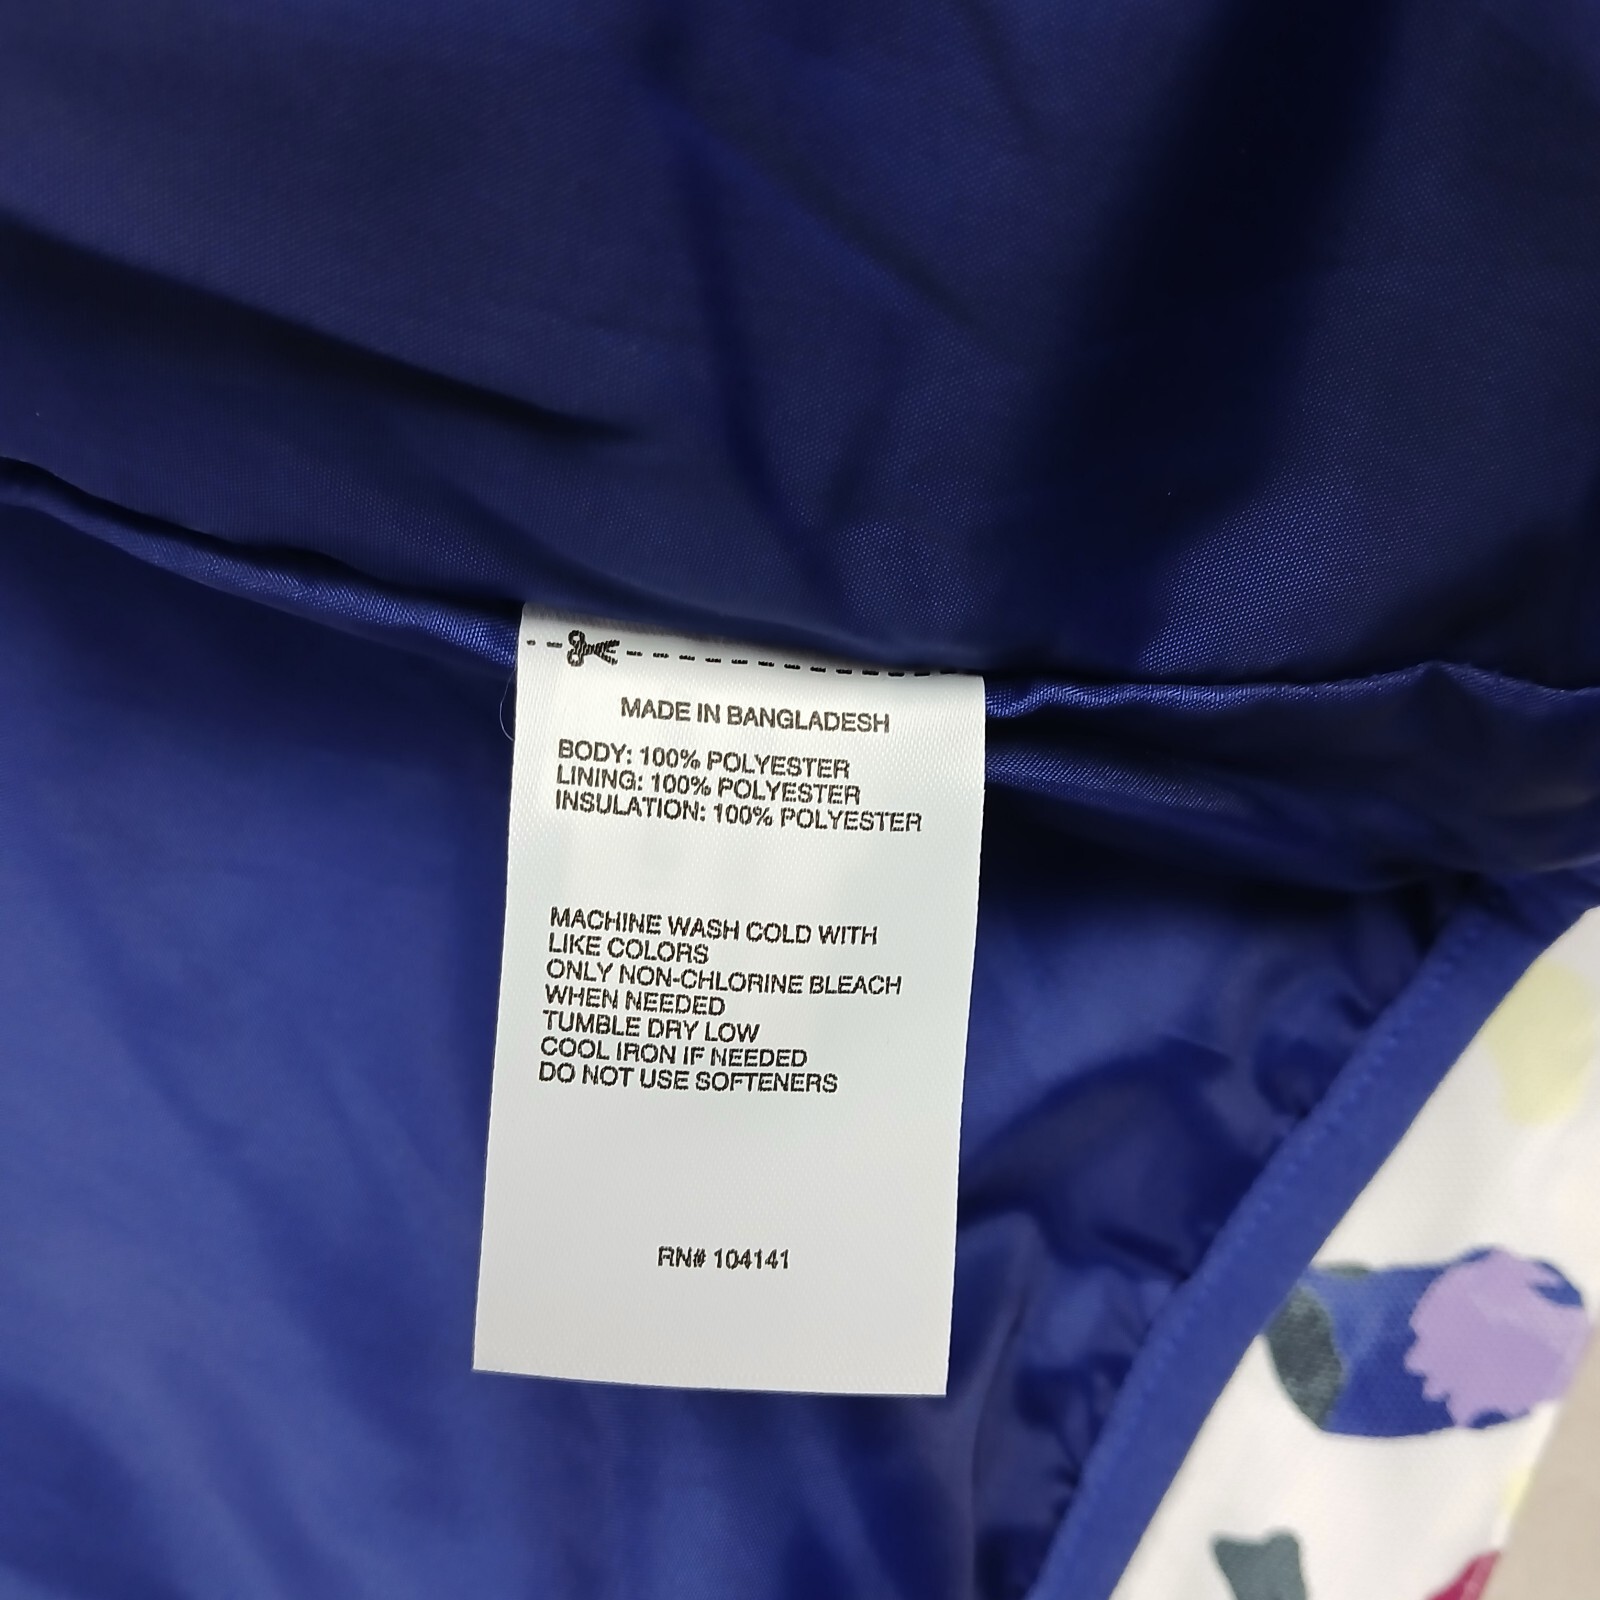 MADE IN BANGLADESH
BODY: 100% POLYESTER
LINING: 100% POLYESTER
INSULATION: 100% POLYESTER
MACHINE WASH COLD WITH
LIKE COLORS
ONLY NON-CHLORINE BLEACH
WHEN NEEDED
TUMBLE DRY LOW
COOL IRON IF NEEDED
DO NOT USE SOFTENERS
RN# 104141